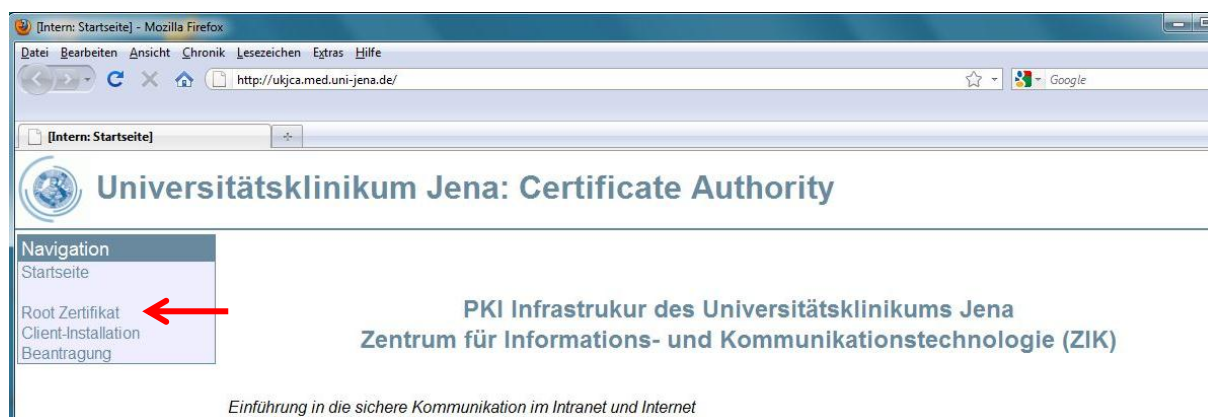 [Intern: Startseite] - Mozilla Firefox
Datei Bearbeiten Ansicht Chronik Lesezeichen Extras Hilfe
http://ukjca.med.uni-jena.de/ Google
[Intern: Startseite]
Universitätsklinikum Jena: Certificate Authority
Navigation
Startseite
Root Zertifikat
Client-Installation
Beantragung
PKI Infrastrukur des Universitätsklinikums Jena
Zentrum für Informations- und Kommunikationstechnologie (ZIK)
Einführung in die sichere Kommunikation im Intranet und Internet